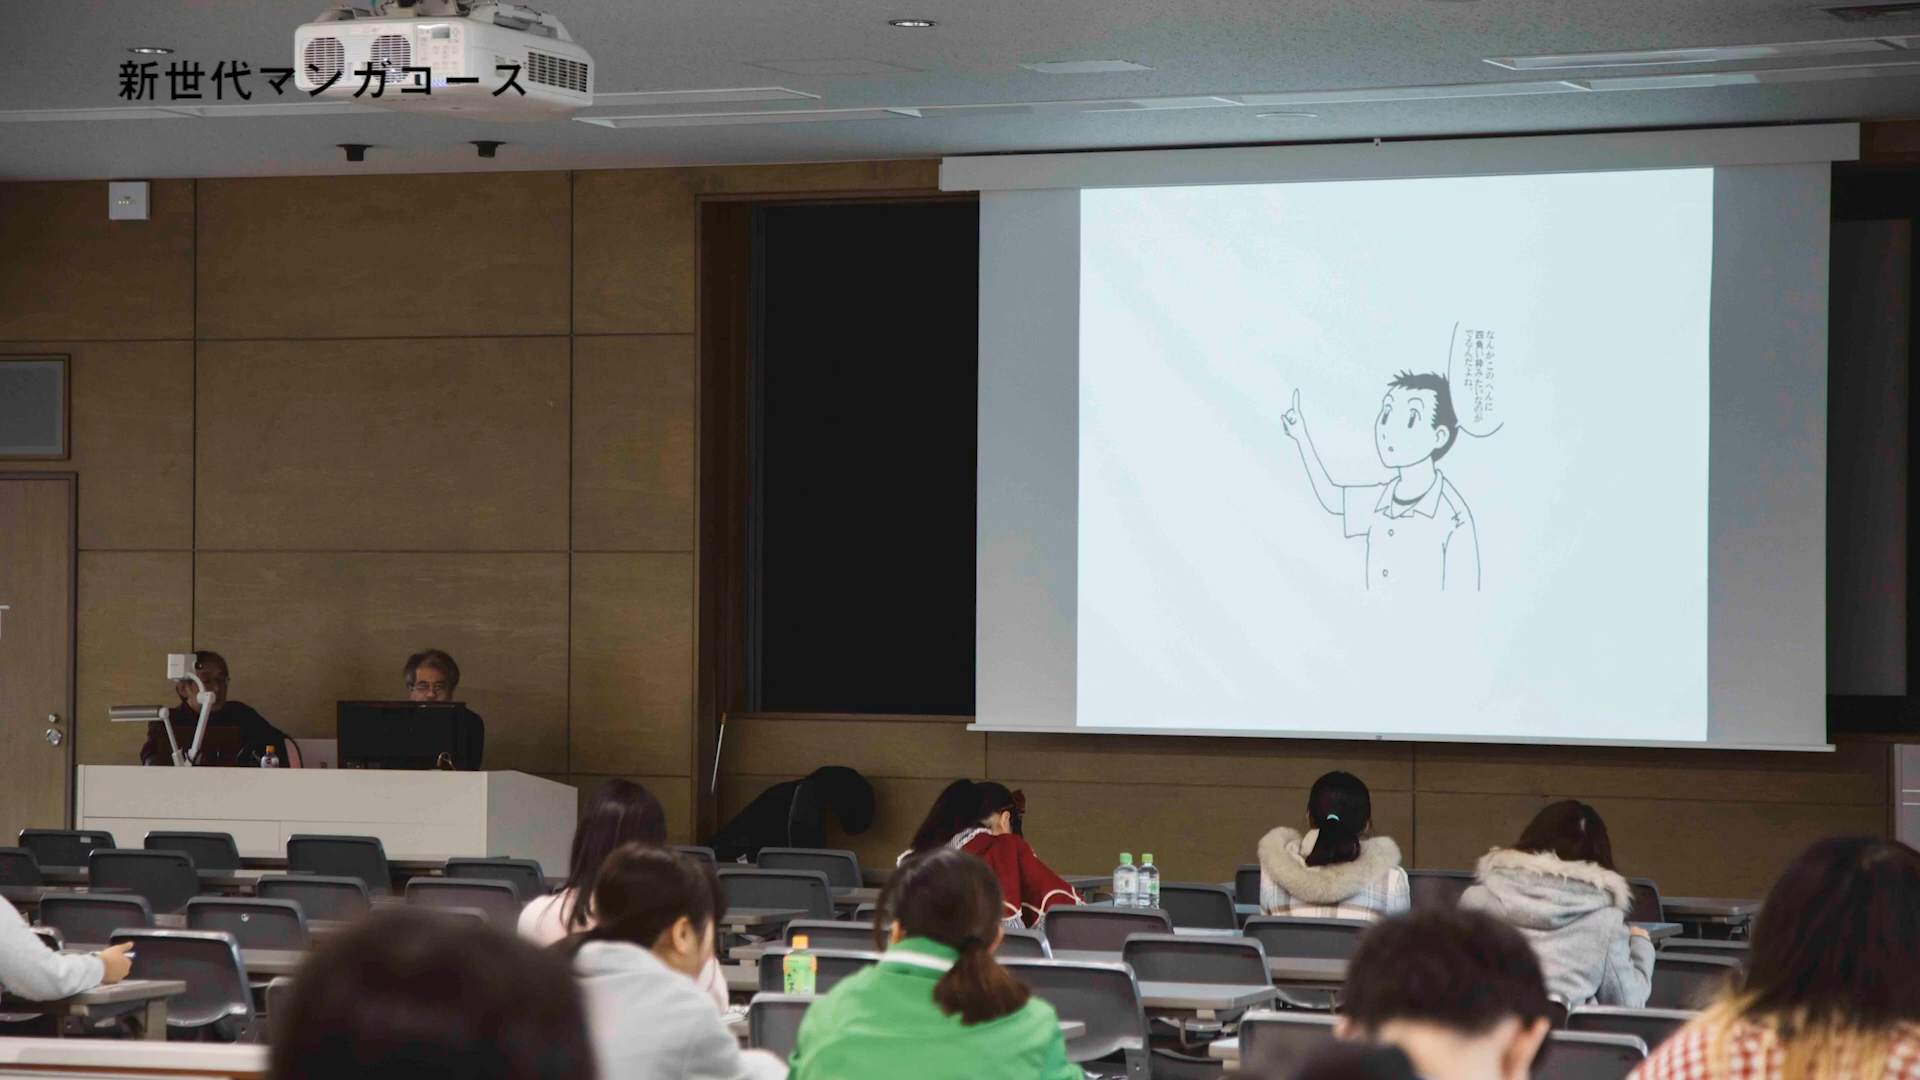 新世代マンガコース
なんかこの へんに
四角い枠みたいなのが
でるんだよね。